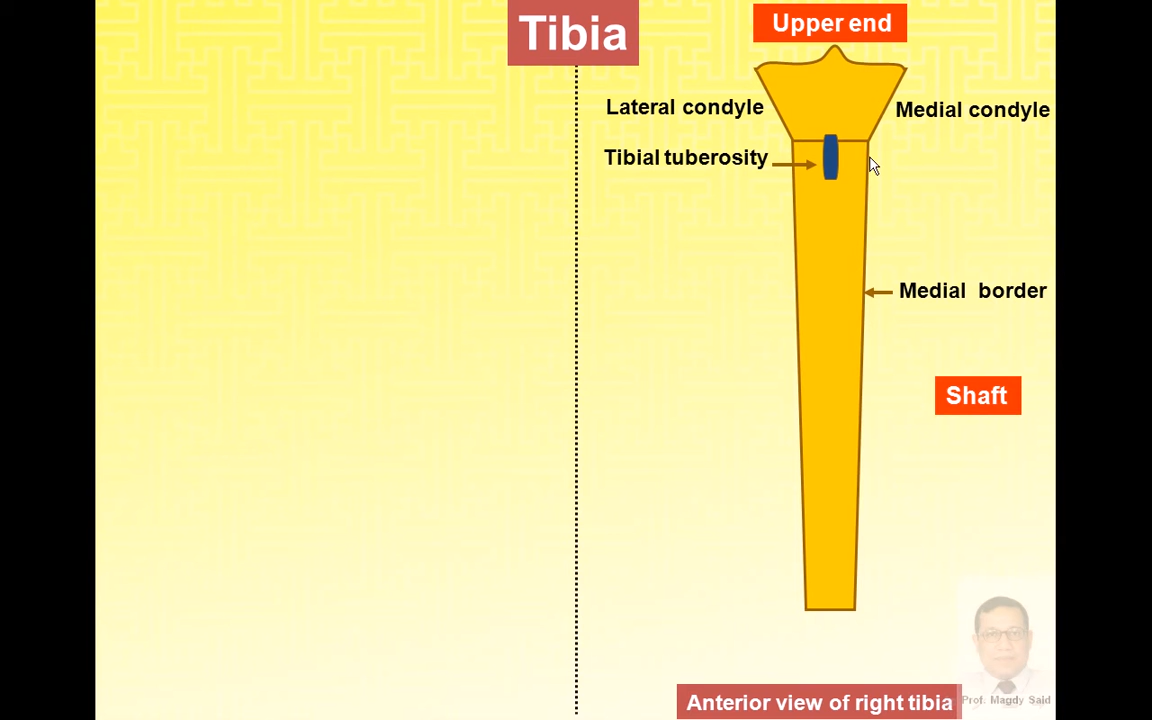 Tibia
Upper end
Lateral condyle
Medial condyle
Tibial tuberosity
Medial border
Shaft
Anterior view of right tibia
Prof. Magdy Said